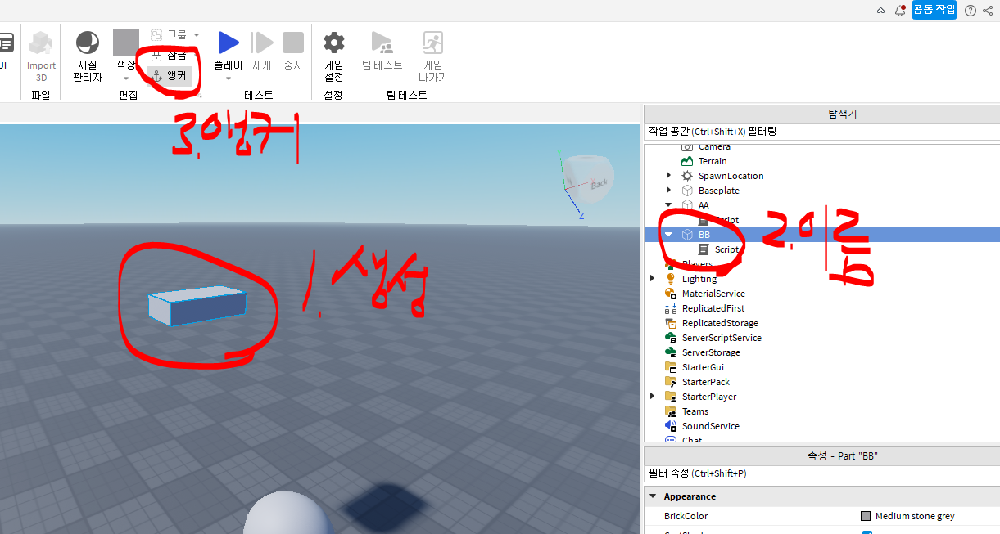 공동 작업
UI
Import
3D
재질
관리자
색상
그룹
잠금
앵커
플레이
재개
중지
게임
설정
팀 테스트
게임
나가기
파일
편집
테스트
설정
팀 테스트
3.앵커
탐색기
작업 공간 (Ctrl+Shift+X) 필터링
Camera
Terrain
SpawnLocation
Baseplate
AA
Script
BB
Script
Players
Lighting
MaterialService
ReplicatedFirst
ReplicatedStorage
ServerScriptService
ServerStorage
StarterGui
StarterPack
StarterPlayer
Teams
SoundService
Chat
Back
Z
2.이름
1.생성
속성 - Part "BB"
필터 속성 (Ctrl+Shift+P)
Appearance
BrickColor Medium stone grey